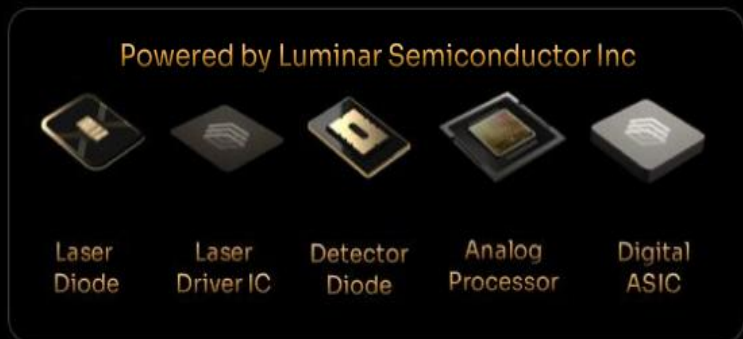 Powered by Luminar Semiconductor Inc
Laser
Diode
Laser
Driver IC
Detector
Diode
Analog
Processor
Digital
ASIC